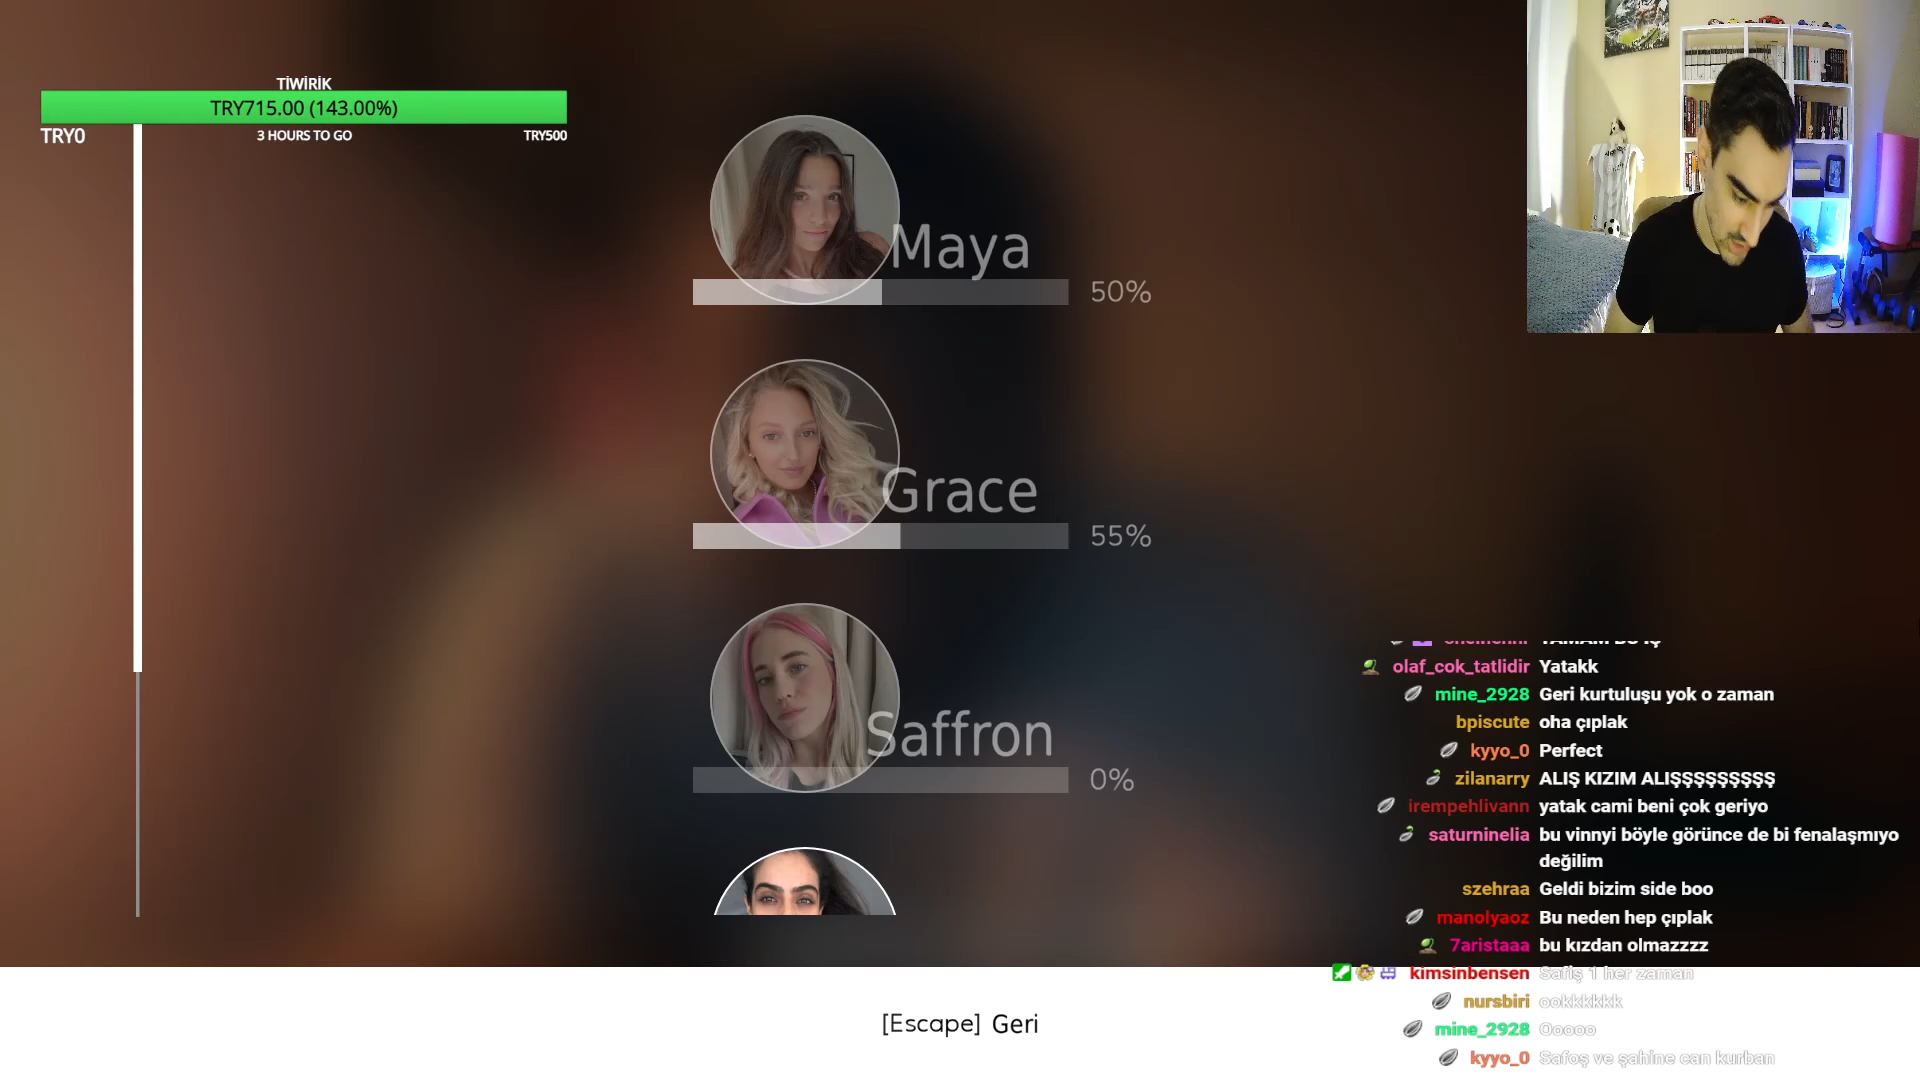 TİWİRİK
TRY715.00 (143.00%)
TRY0
3 HOURS TO GO
TRY500
Maya
50%
Grace
55%
Saffron
0%
olaf_cok_tatlidir Yatakk
mine_2928 Geri kurtuluşu yok o zaman
bpiscute oha çıplak
kyyo_0 Perfect
zilanarry ALIŞ KIZIM ALIŞŞŞŞŞŞŞŞŞ
irempehlivann yatak cami beni çok geriyo
saturninelia bu vinnyi böyle görünce de bi fenalaşmıyo
değilim
szehraa Geldi bizim side boo
manolyaoz Bu neden hep çıplak
7aristaaa bu kızdan olmazzzz
kimsinbensen Safiş 1 her zaman
nursbiri ookkkkkk
mine_2928 Ooooo
kyyo_0 Safoş ve şahine can kurban
[Escape] Geri